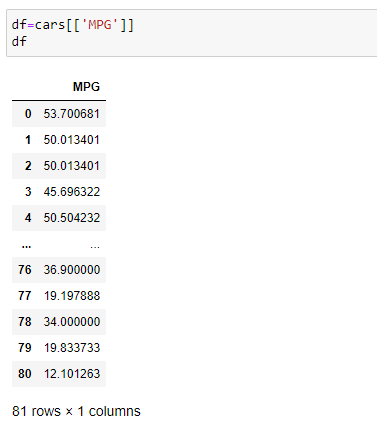 df=cars[['MPG']]
df
MPG
0 53.700681
1 50.013401
2 50.013401
3 45.696322
4 50.504232
... ...
76 36.900000
77 19.197888
78 34.000000
79 19.833733
80 12.101263
81 rows × 1 columns